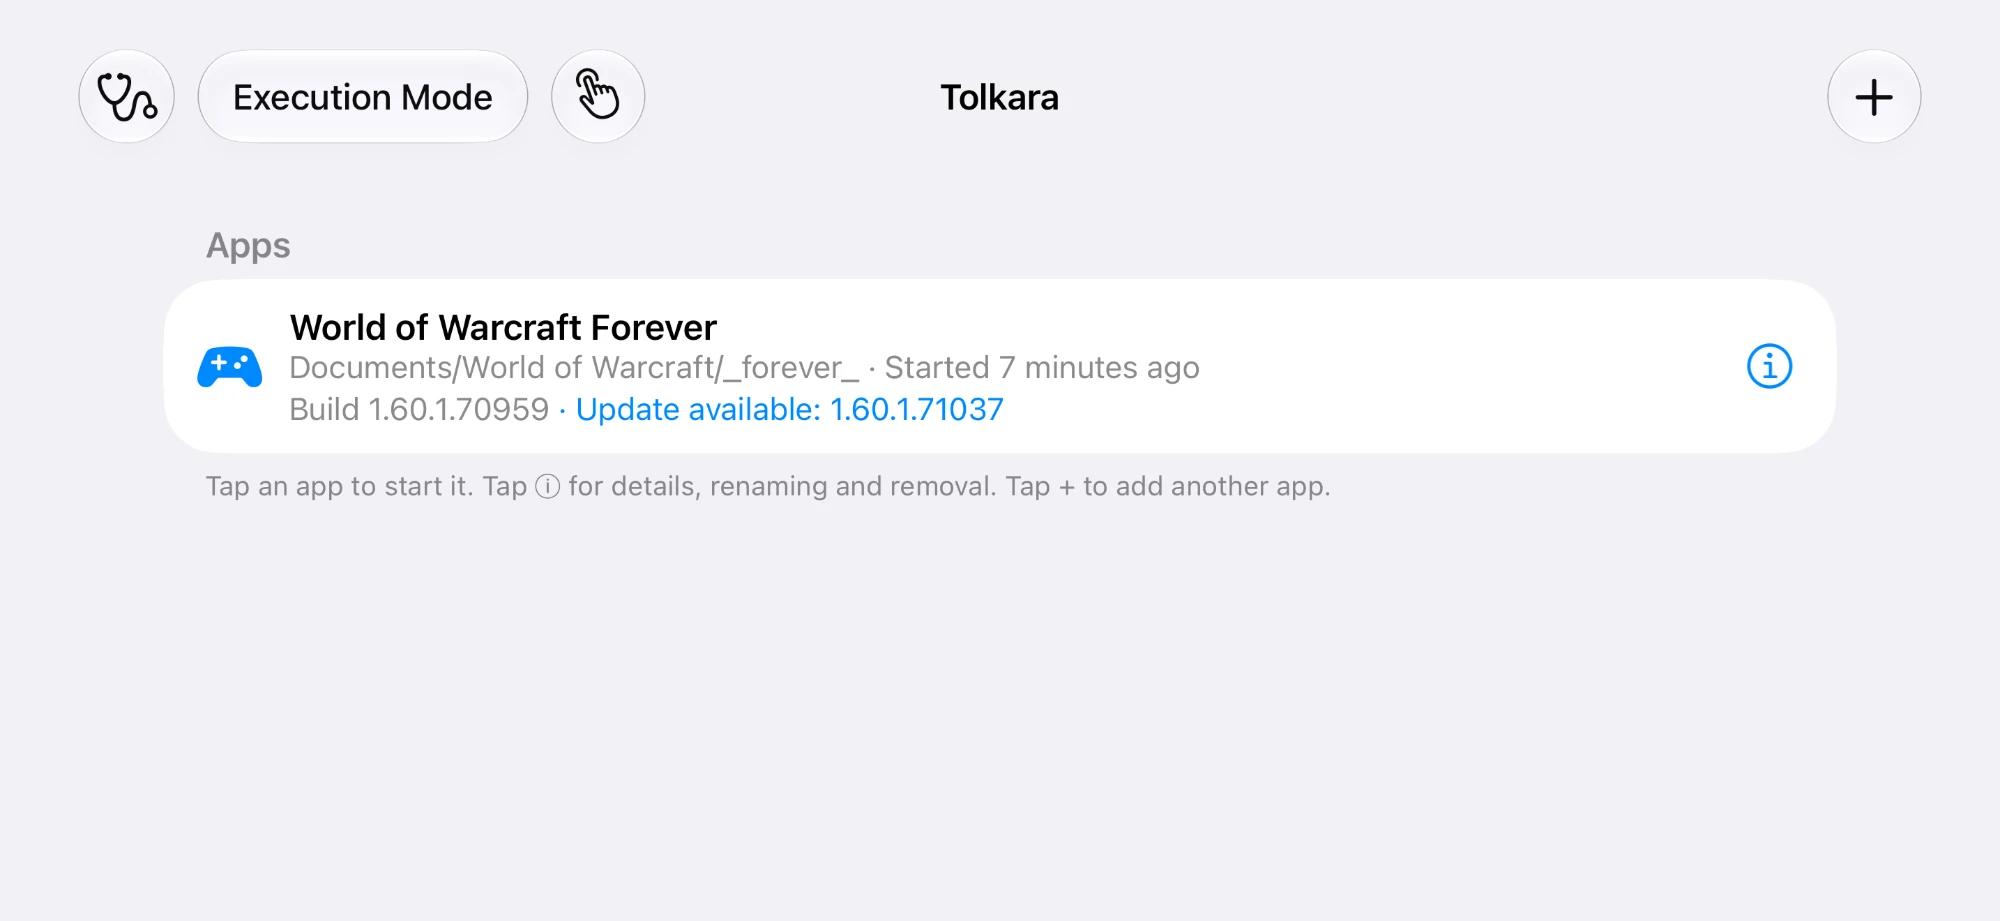 Execution Mode
Tolkara
Apps
World of Warcraft Forever
Documents/World of Warcraft/_forever_ · Started 7 minutes ago
Build 1.60.1.70959 · Update available: 1.60.1.71037
Tap an app to start it. Tap ⓘ for details, renaming and removal. Tap + to add another app.